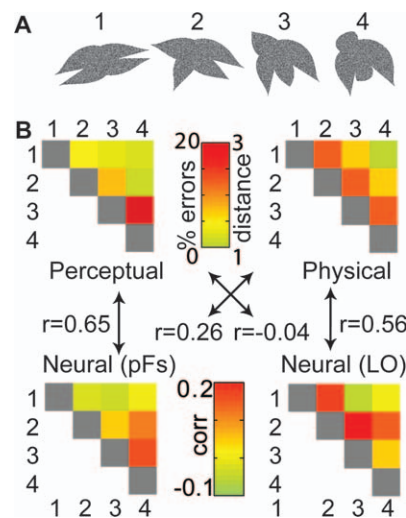 A
1 2 3 4
B
1 2 3 4
1
2
3
4
20
% errors
0
3
distance
1
1 2 3 4
1
2
3
4
Perceptual
Physical
r=0.65
r=0.26
r=-0.04
r=0.56
Neural (pFs)
Neural (LO)
1
2
3
4
1 2 3 4
0.2
corr
-0.1
1
2
3
4
1 2 3 4